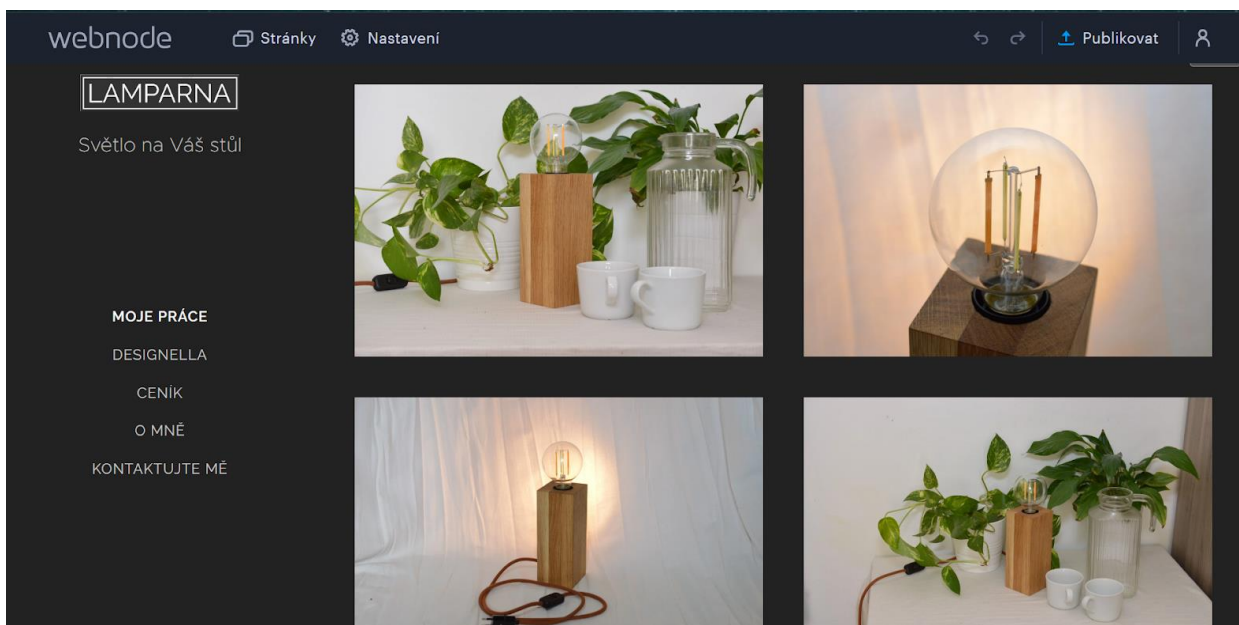 webnode Stránky Nastavení Publikovat
LAMPARNA
Světlo na Váš stůl
MOJE PRÁCE
DESIGNELLA
CENÍK
O MNĚ
KONTAKTUJTE MĚ